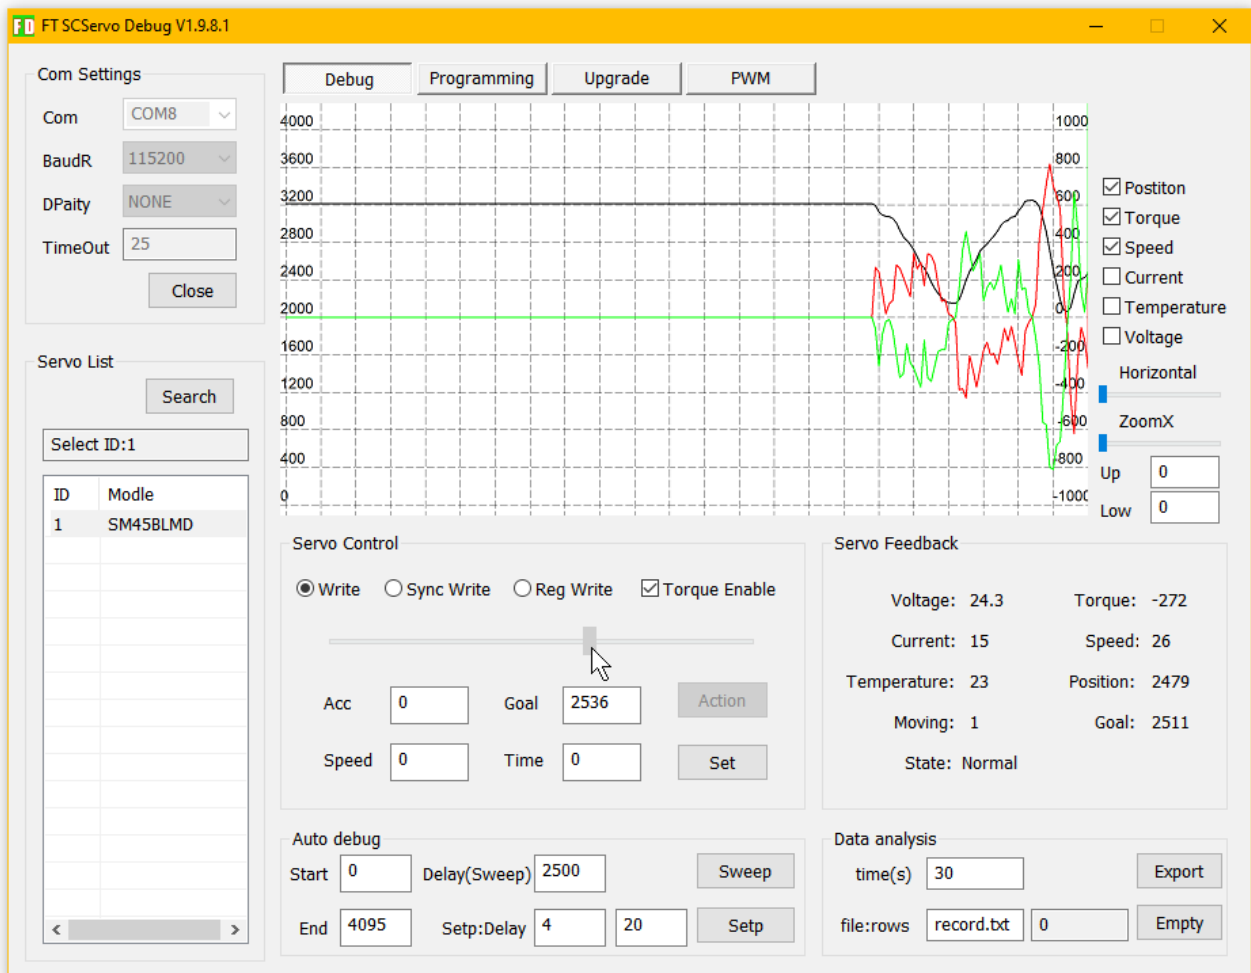 FD FT SCServo Debug V1.9.8.1
Com Settings
Com COM8
BaudR 115200
DPaity NONE
TimeOut 25
Close
Servo List
Search
Select ID:1
ID Modle
1 SM45BLMD
Debug Programming Upgrade PWM
4000 1000
3600 800
3200 600
2800 400
2400 200
2000 0
1600 -200
1200 -400
800 -600
400 -800
0 -1000
Postiton
Torque
Speed
Current
Temperature
Voltage
Horizontal
ZoomX
Up 0
Low 0
Servo Control
Write Sync Write Reg Write Torque Enable
Acc 0 Goal 2536 Action
Speed 0 Time 0 Set
Servo Feedback
Voltage: 24.3 Torque: -272
Current: 15 Speed: 26
Temperature: 23 Position: 2479
Moving: 1 Goal: 2511
State: Normal
Auto debug
Start 0 Delay(Sweep) 2500 Sweep
End 4095 Setp:Delay 4 20 Setp
Data analysis
time(s) 30 Export
file:rows record.txt 0 Empty